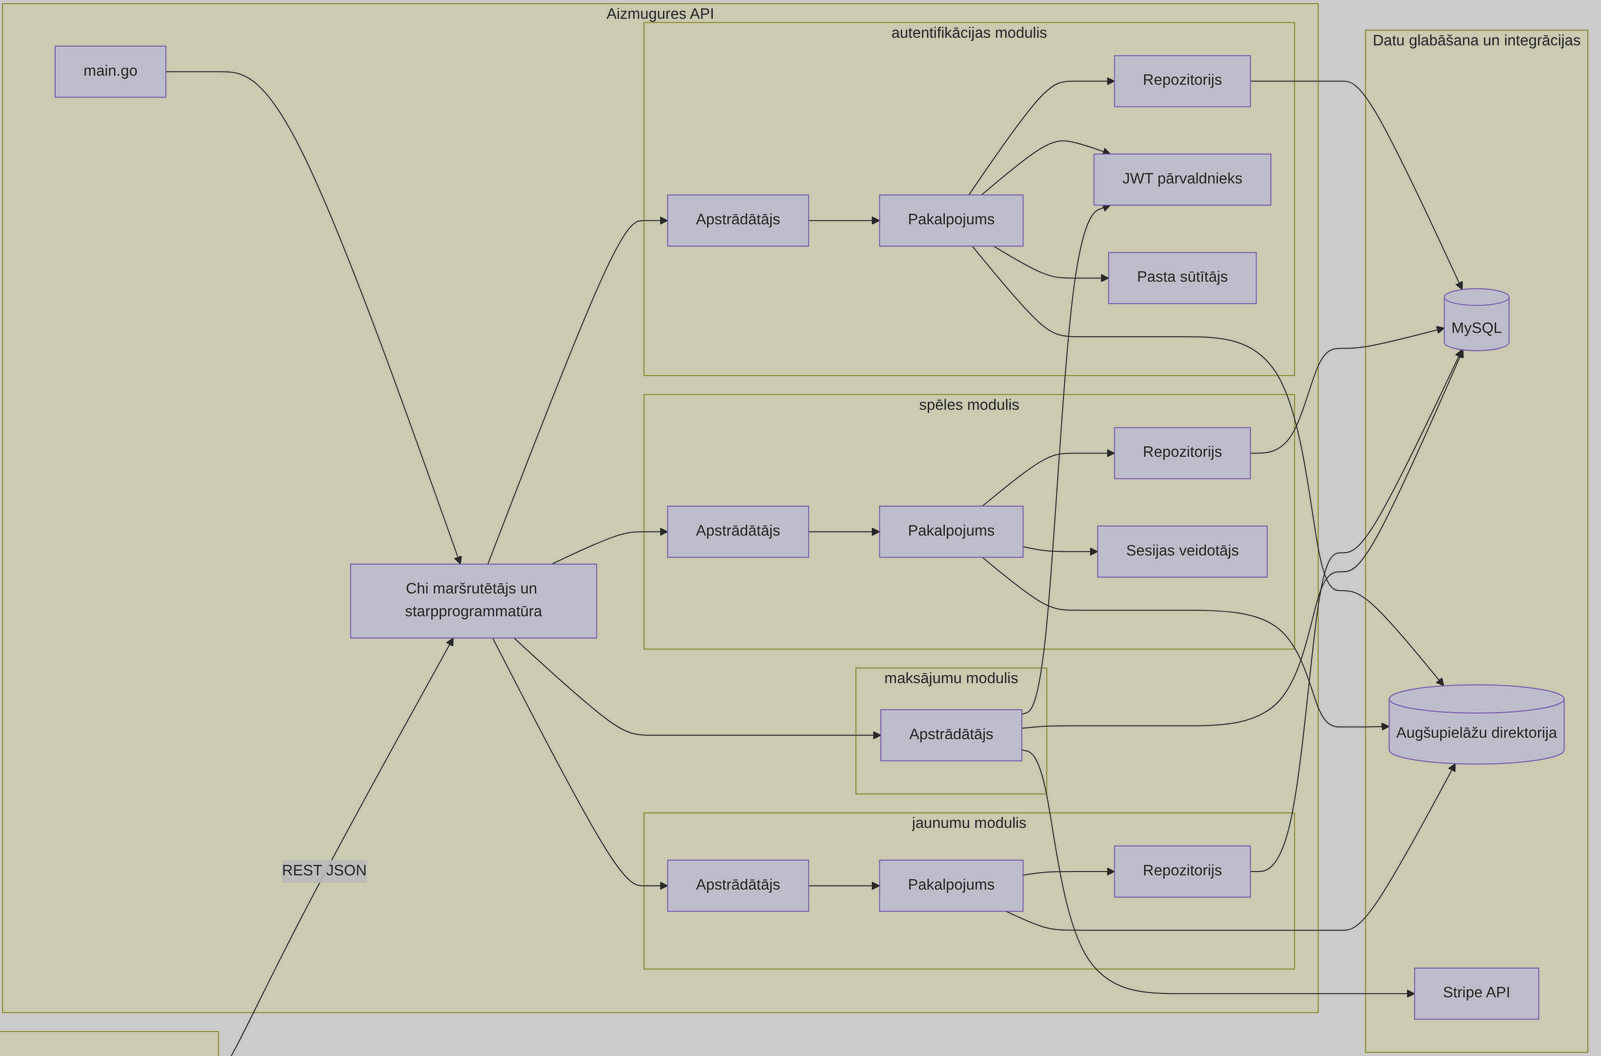 Aizmugures API
main.go
autentifikācijas modulis
Apstrādātājs
Pakalpojums
Repozitorijs
JWT pārvaldnieks
Pasta sūtītājs
spēles modulis
Apstrādātājs
Pakalpojums
Repozitorijs
Sesijas veidotājs
Chi maršrutētājs un
starpprogrammatūra
maksājumu modulis
Apstrādātājs
jaunumu modulis
Apstrādātājs
Pakalpojums
Repozitorijs
REST JSON
Datu glabāšana un integrācijas
MySQL
Augšupielāžu direktorija
Stripe API